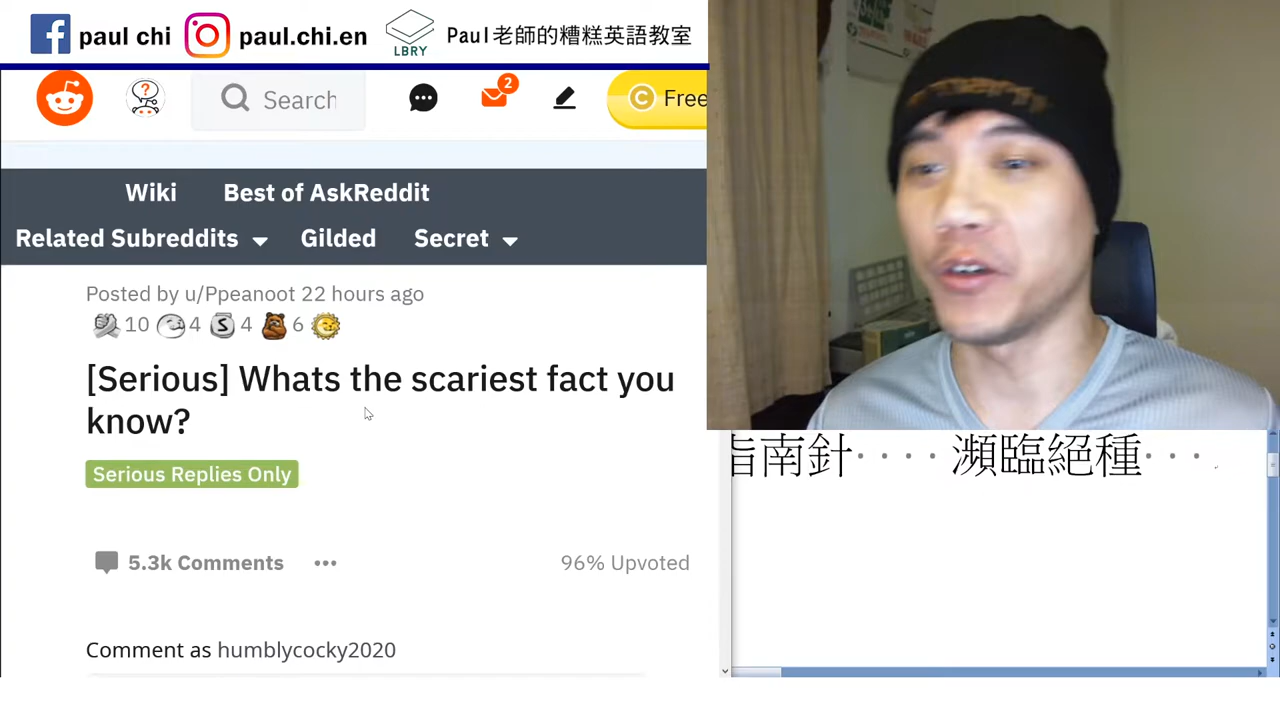 paul chi paul.chi.en LBRY Paul老師的糟糕英語教室
Search 2 Free
Wiki Best of AskReddit
Related Subreddits Gilded Secret
Posted by u/Ppeanoot 22 hours ago
10 4 S 4 6
[Serious] Whats the scariest fact you
know?
Serious Replies Only
5.3k Comments ••• 96% Upvoted
Comment as humblycocky2020
指南針‧‧‧‧瀕臨絕種‧‧‧